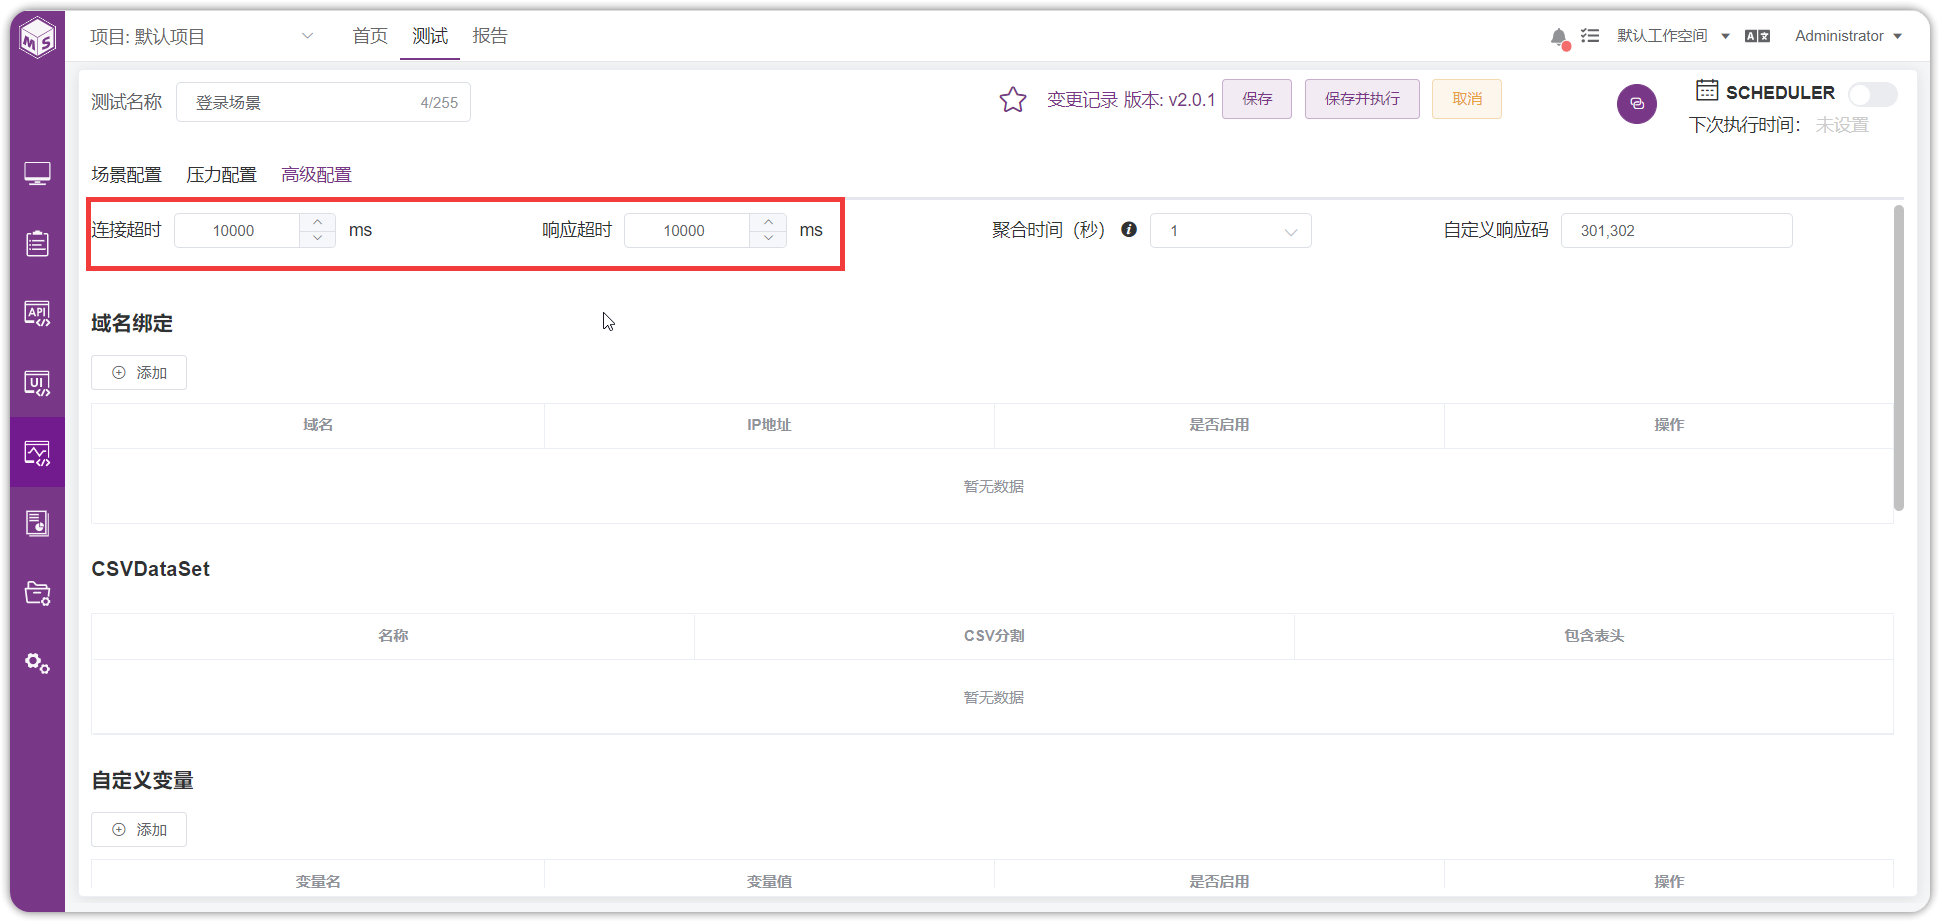 MS 项目: 默认项目 首页 测试 报告 默认工作空间 A文 Administrator
测试名称 登录场景 4/255 变更记录 版本: v2.0.1 保存 保存并执行 取消 SCHEDULER
下次执行时间： 未设置
场景配置 压力配置 高级配置
连接超时 10000 ms 响应超时 10000 ms 聚合时间（秒） 1 自定义响应码 301,302
API
域名绑定
添加
UI
域名 IP地址 是否启用 操作
暂无数据
CSVDataSet
名称 CSV分割 包含表头
暂无数据
自定义变量
添加
变量名 变量值 是否启用 操作